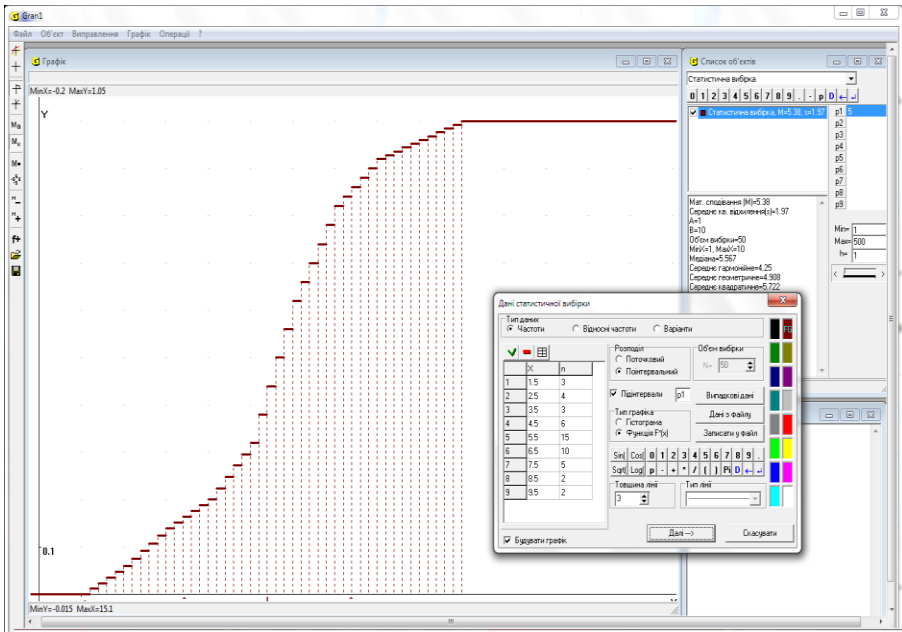 Gran1
Файл Об'єкт Виправлення Графік Операції ?
Графік
MinX=-0.2 MaxY=1.05
Y
0.1
MinY=-0.015 MaxX=15.1
Список об'єктів
Статистична вибірка
0 1 2 3 4 5 6 7 8 9 . - p D ← ↲
Статистична вибірка, M=5.38, s=1.97
p1 5
p2
p3
p4
p5
p6
p7
p8
p9
Мат. сподівання (M)=5.38
Середнє кв. відхилення(s)=1.97
A=1
B=10
Об'єм вибірки=50
MinX=1, MaxX=10
Медіана=5.567
Середнє гармонійне=4.25
Середнє геометричне=4.908
Середнє квадратичне=5.722
Min= 1
Max= 500
h= 1
Дані статистичної вибірки
Тип даних
Частоти Відносні частоти Варіанти
X n
1 1.5 3
2 2.5 4
3 3.5 3
4 4.5 6
5 5.5 15
6 6.5 10
7 7.5 5
8 8.5 2
9 9.5 2
Будувати графік
Розподіл
Поточковий
Поінтервальний
Об'єм вибірки
N= 50
Підінтервали p1
Випадкові дані
Тип графіка
Гістограма
Функція F*(x)
Дані з файлу
Записати у файл
Sin( Cos( 0 1 2 3 4 5 6 7 8 9 .
Sqrt( Log( p - + * / ( ) Pi D ← ↲
Товщина лінії
3
Тип лінії
Далі -->
Скасувати
FG